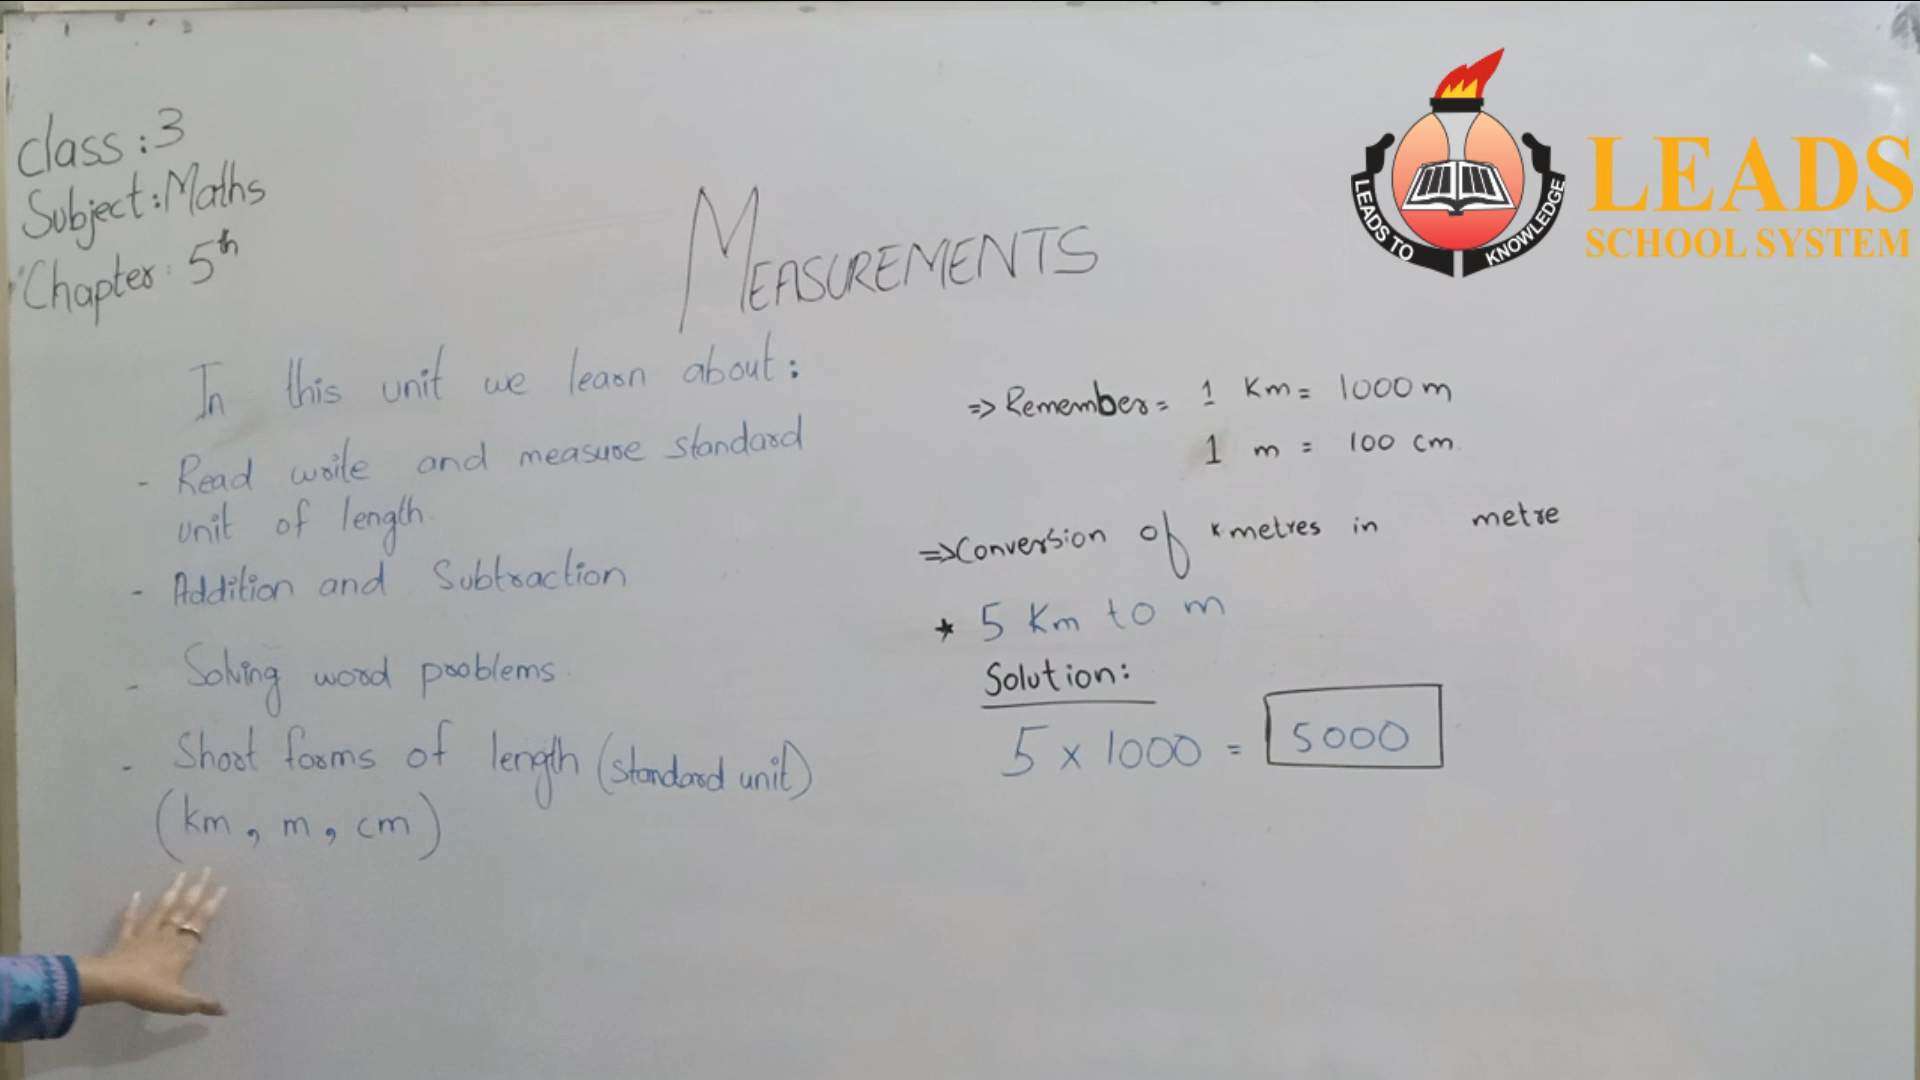 Class : 3
Subject : Maths
Chapter : 5th
MEASUREMENTS
In this unit we learn about :
- Read write and measure standard
unit of length.
- Addition and Subtraction
- Solving word problems.
- Short forms of length (standard unit)
(km, m, cm)
=> Remember = 1 Km = 1000 m
1 m = 100 cm.
=> Conversion of kmetres in metre
★ 5 Km to m
Solution:
5 x 1000 = 5000
LEADS TO KNOWLEDGE
LEADS
SCHOOL SYSTEM